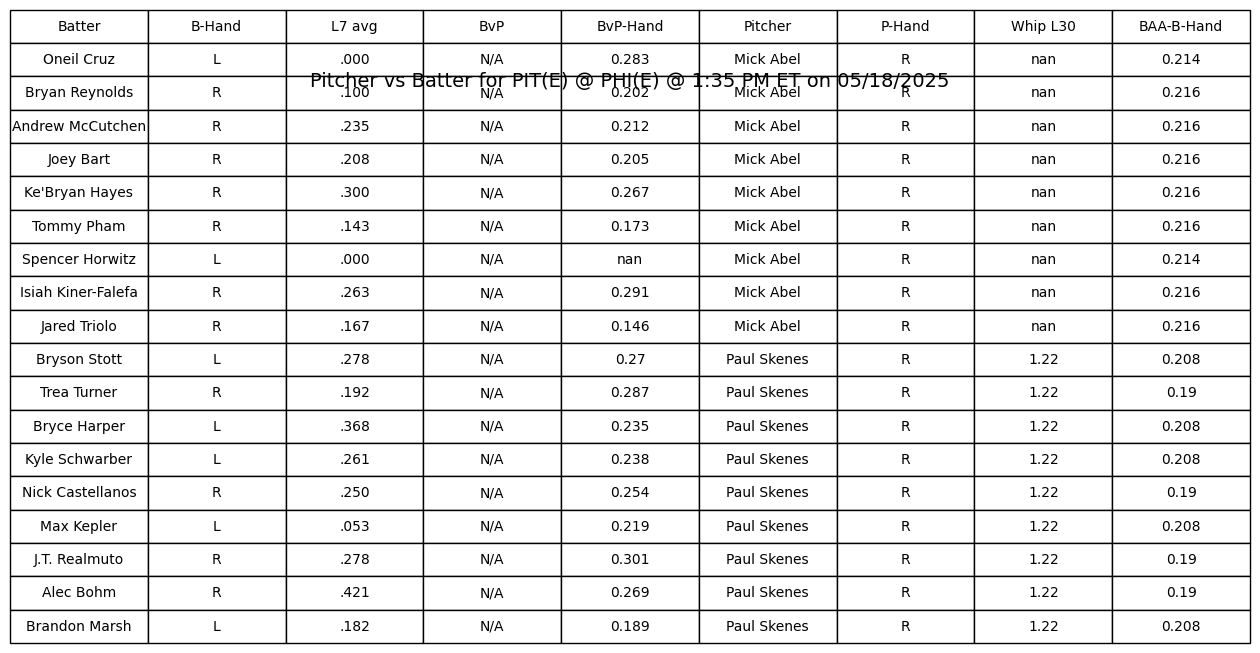 Batter B-Hand L7 avg BvP BvP-Hand Pitcher P-Hand Whip L30 BAA-B-Hand
Oneil Cruz L .000 N/A 0.283 Mick Abel R nan 0.214
Pitcher vs Batter for PIT(E) @ PHI(E) @ 1:35 PM ET on 05/18/2025
Bryan Reynolds R .100 N/A 0.202 Mick Abel R nan 0.216
Andrew McCutchen R .235 N/A 0.212 Mick Abel R nan 0.216
Joey Bart R .208 N/A 0.205 Mick Abel R nan 0.216
Ke'Bryan Hayes R .300 N/A 0.267 Mick Abel R nan 0.216
Tommy Pham R .143 N/A 0.173 Mick Abel R nan 0.216
Spencer Horwitz L .000 N/A nan Mick Abel R nan 0.214
Isiah Kiner-Falefa R .263 N/A 0.291 Mick Abel R nan 0.216
Jared Triolo R .167 N/A 0.146 Mick Abel R nan 0.216
Bryson Stott L .278 N/A 0.27 Paul Skenes R 1.22 0.208
Trea Turner R .192 N/A 0.287 Paul Skenes R 1.22 0.19
Bryce Harper L .368 N/A 0.235 Paul Skenes R 1.22 0.208
Kyle Schwarber L .261 N/A 0.238 Paul Skenes R 1.22 0.208
Nick Castellanos R .250 N/A 0.254 Paul Skenes R 1.22 0.19
Max Kepler L .053 N/A 0.219 Paul Skenes R 1.22 0.208
J.T. Realmuto R .278 N/A 0.301 Paul Skenes R 1.22 0.19
Alec Bohm R .421 N/A 0.269 Paul Skenes R 1.22 0.19
Brandon Marsh L .182 N/A 0.189 Paul Skenes R 1.22 0.208